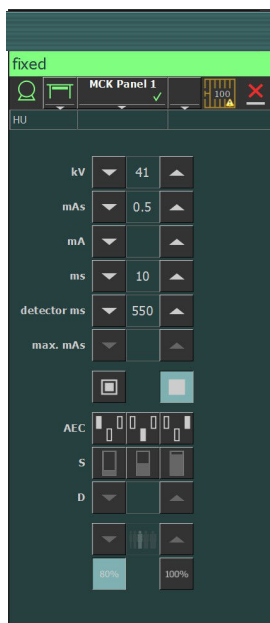 fixed
MCK Panel 1
100
HU
kV 41
mAs 0.5
mA
ms 10
detector ms 550
max. mAs
AEC
S
D
80% 100%